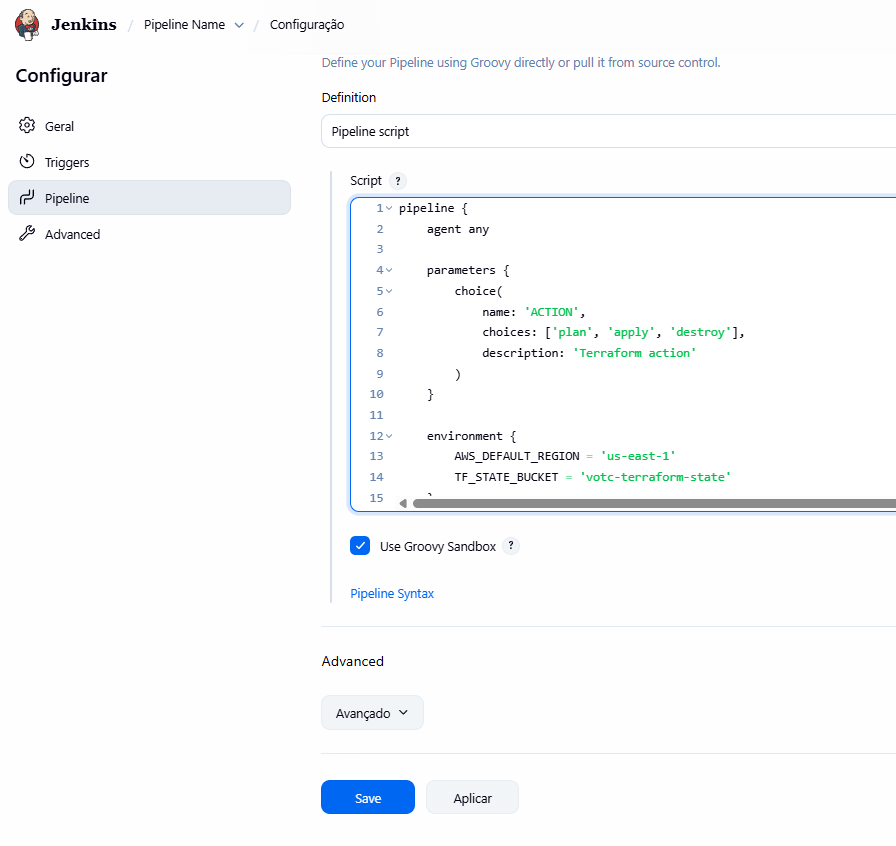 Jenkins / Pipeline Name / Configuração
Configurar
Geral
Triggers
Pipeline
Advanced
Define your Pipeline using Groovy directly or pull it from source control.
Definition
Pipeline script
Script ?
1 pipeline {
2     agent any
3
4     parameters {
5         choice(
6             name: 'ACTION',
7             choices: ['plan', 'apply', 'destroy'],
8             description: 'Terraform action'
9         )
10     }
11
12     environment {
13         AWS_DEFAULT_REGION = 'us-east-1'
14         TF_STATE_BUCKET = 'votc-terraform-state'
15     }
Use Groovy Sandbox ?
Pipeline Syntax
Advanced
Avançado
Save Aplicar